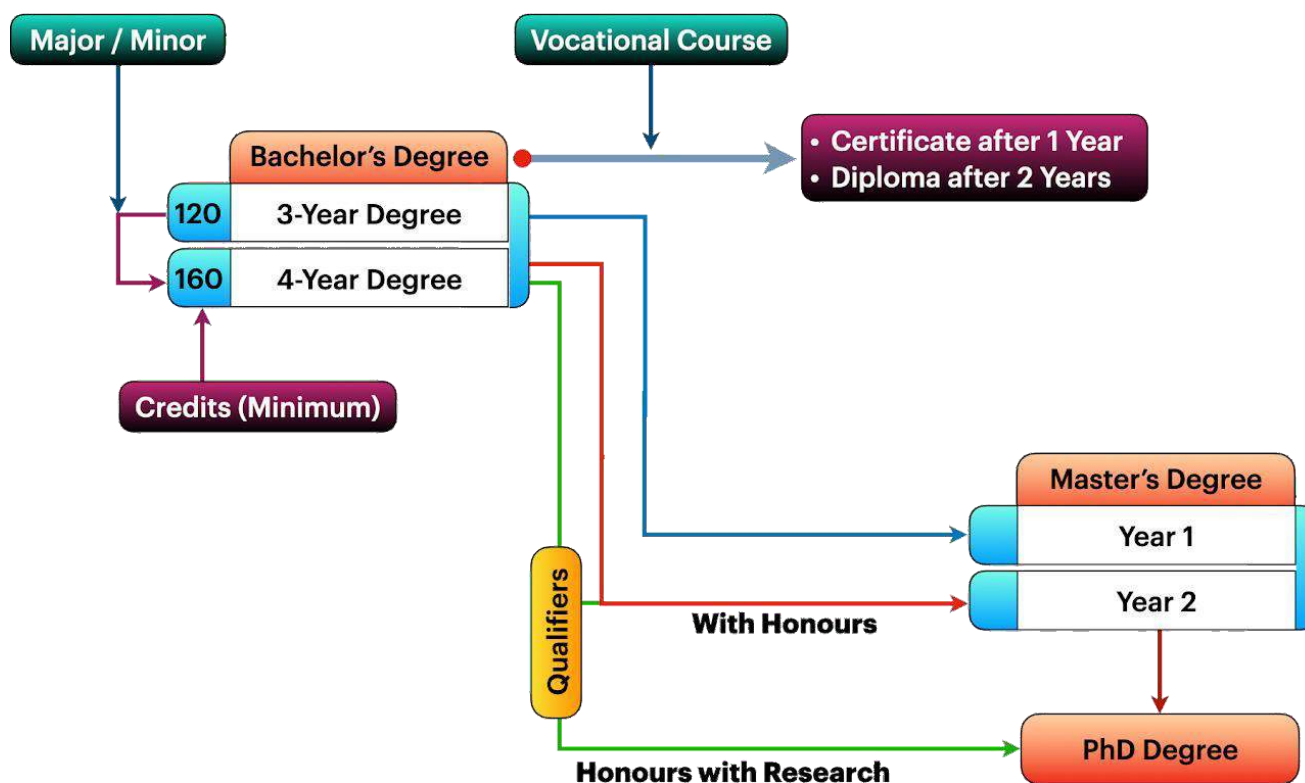 Major / Minor
Vocational Course
Bachelor's Degree
• Certificate after 1 Year
• Diploma after 2 Years
120
3-Year Degree
160
4-Year Degree
Credits (Minimum)
Master's Degree
Year 1
Year 2
Qualifiers
With Honours
PhD Degree
Honours with Research